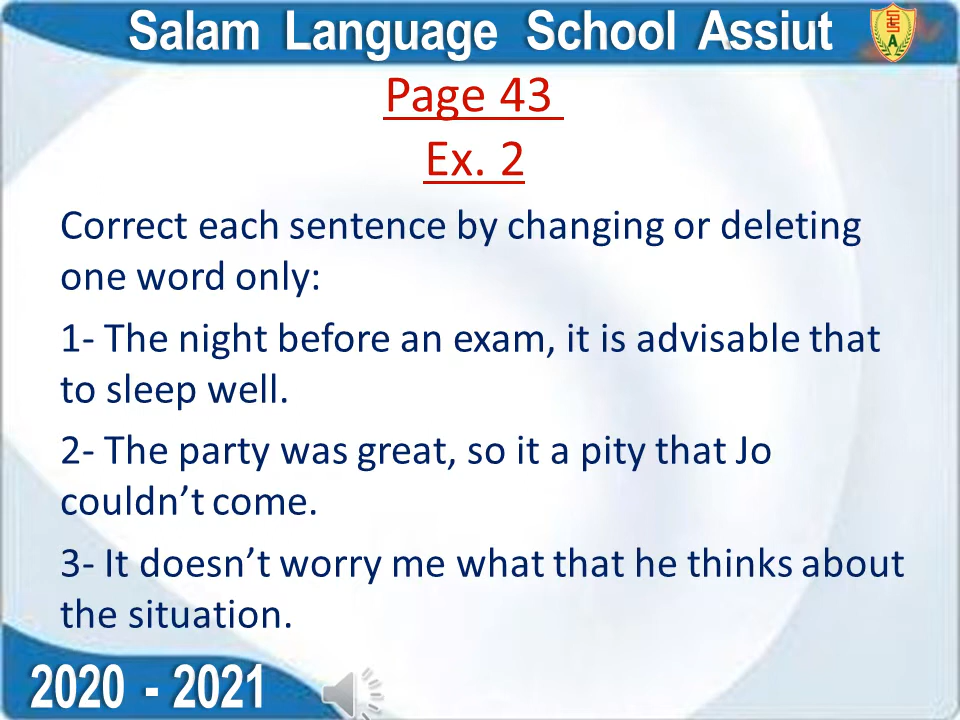 Salam Language School Assiut
Page 43
Ex. 2
Correct each sentence by changing or deleting
one word only:
1- The night before an exam, it is advisable that
to sleep well.
2- The party was great, so it a pity that Jo
couldn’t come.
3- It doesn’t worry me what that he thinks about
the situation.
2020 - 2021